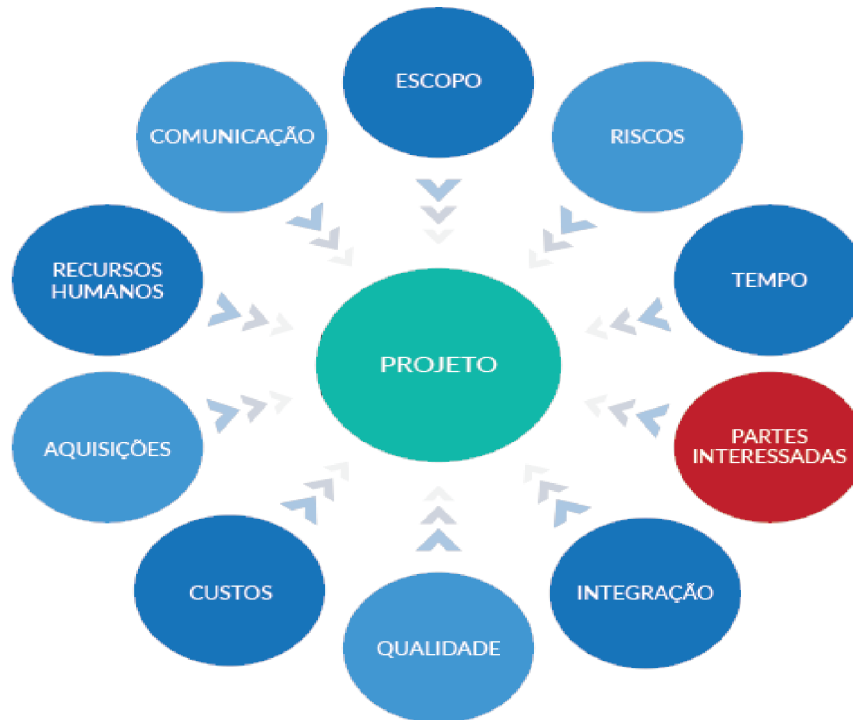 ESCOPO
COMUNICAÇÃO
RISCOS
RECURSOS
HUMANOS
TEMPO
PROJETO
AQUISIÇÕES
PARTES
INTERESSADAS
CUSTOS
INTEGRAÇÃO
QUALIDADE